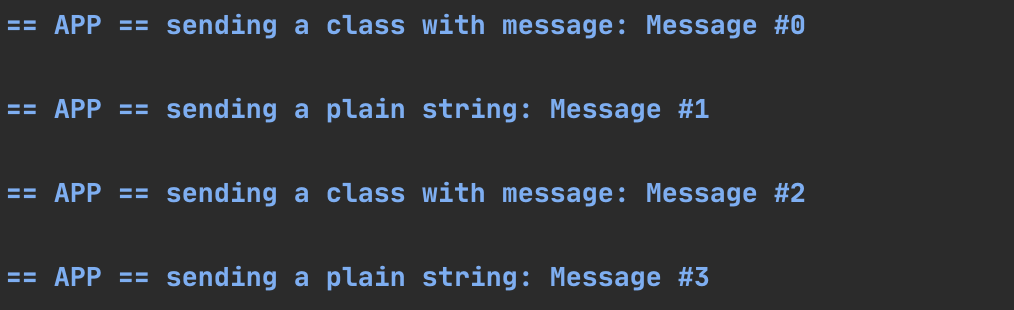 == APP == sending a class with message: Message #0
== APP == sending a plain string: Message #1
== APP == sending a class with message: Message #2
== APP == sending a plain string: Message #3